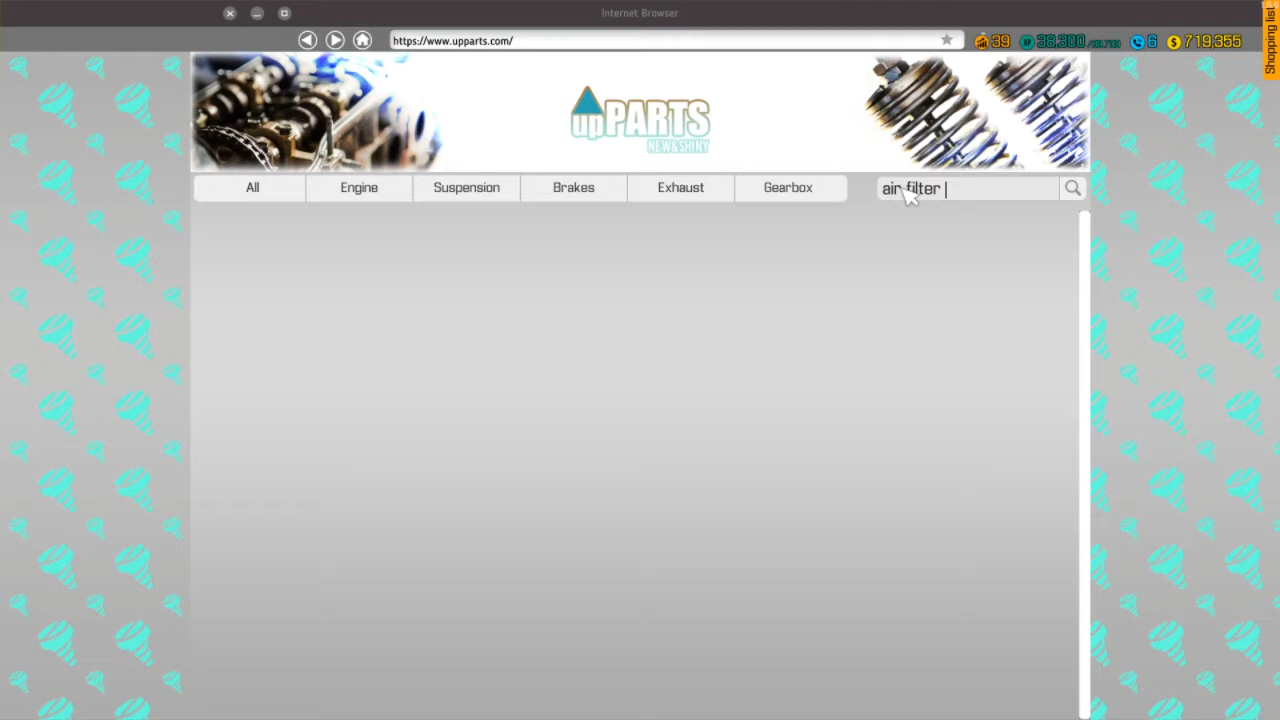 Internet Browser
https://www.upparts.com/
39
38,300
6
719,355
Shopping list
upPARTS
NEW&SHINY
All
Engine
Suspension
Brakes
Exhaust
Gearbox
air filter